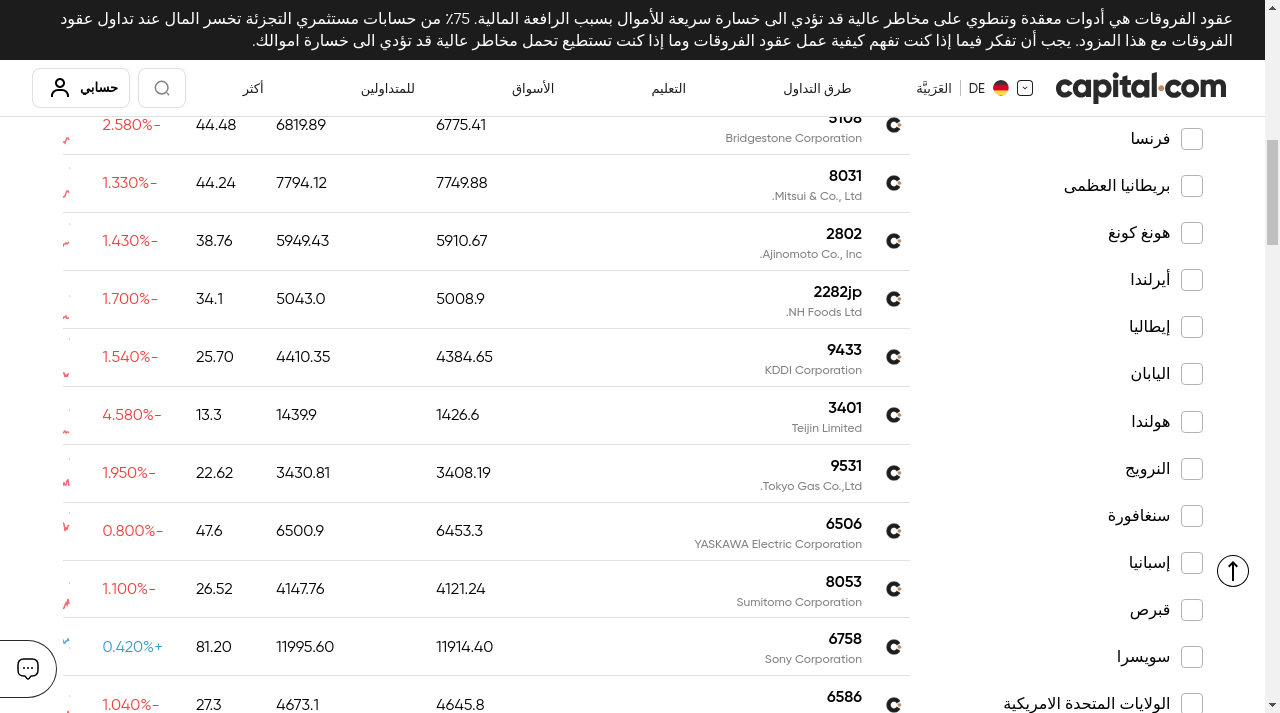 عقود الفروقات هي أدوات معقدة وتنطوي على مخاطر عالية قد تؤدي الى خسارة سريعة للأموال بسبب الرافعة المالية. 75٪ من حسابات مستثمري التجزئة تخسر المال عند تداول عقود
الفروقات مع هذا المزود. يجب أن تفكر فيما إذا كنت تفهم كيفية عمل عقود الفروقات وما إذا كنت تستطيع تحمل مخاطر عالية قد تؤدي الى خسارة اموالك.
capital.com DE العَرَبيَّة طرق التداول التعليم الأسواق للمتداولين أكثر حسابي
فرنسا
بريطانيا العظمى
هونغ كونغ
أيرلندا
إيطاليا
اليابان
هولندا
النرويج
سنغافورة
إسبانيا
قبرص
سويسرا
الولايات المتحدة الامريكية
5108 6775.41 6819.89 44.48 2.580%-
Bridgestone Corporation
8031 7749.88 7794.12 44.24 1.330%-
.Mitsui & Co., Ltd
2802 5910.67 5949.43 38.76 1.430%-
.Ajinomoto Co., Inc
2282jp 5008.9 5043.0 34.1 1.700%-
.NH Foods Ltd
9433 4384.65 4410.35 25.70 1.540%-
KDDI Corporation
3401 1426.6 1439.9 13.3 4.580%-
Teijin Limited
9531 3408.19 3430.81 22.62 1.950%-
.Tokyo Gas Co.,Ltd
6506 6453.3 6500.9 47.6 0.800%-
YASKAWA Electric Corporation
8053 4121.24 4147.76 26.52 1.100%-
Sumitomo Corporation
6758 11914.40 11995.60 81.20 0.420%+
Sony Corporation
6586 4645.8 4673.1 27.3 1.040%-